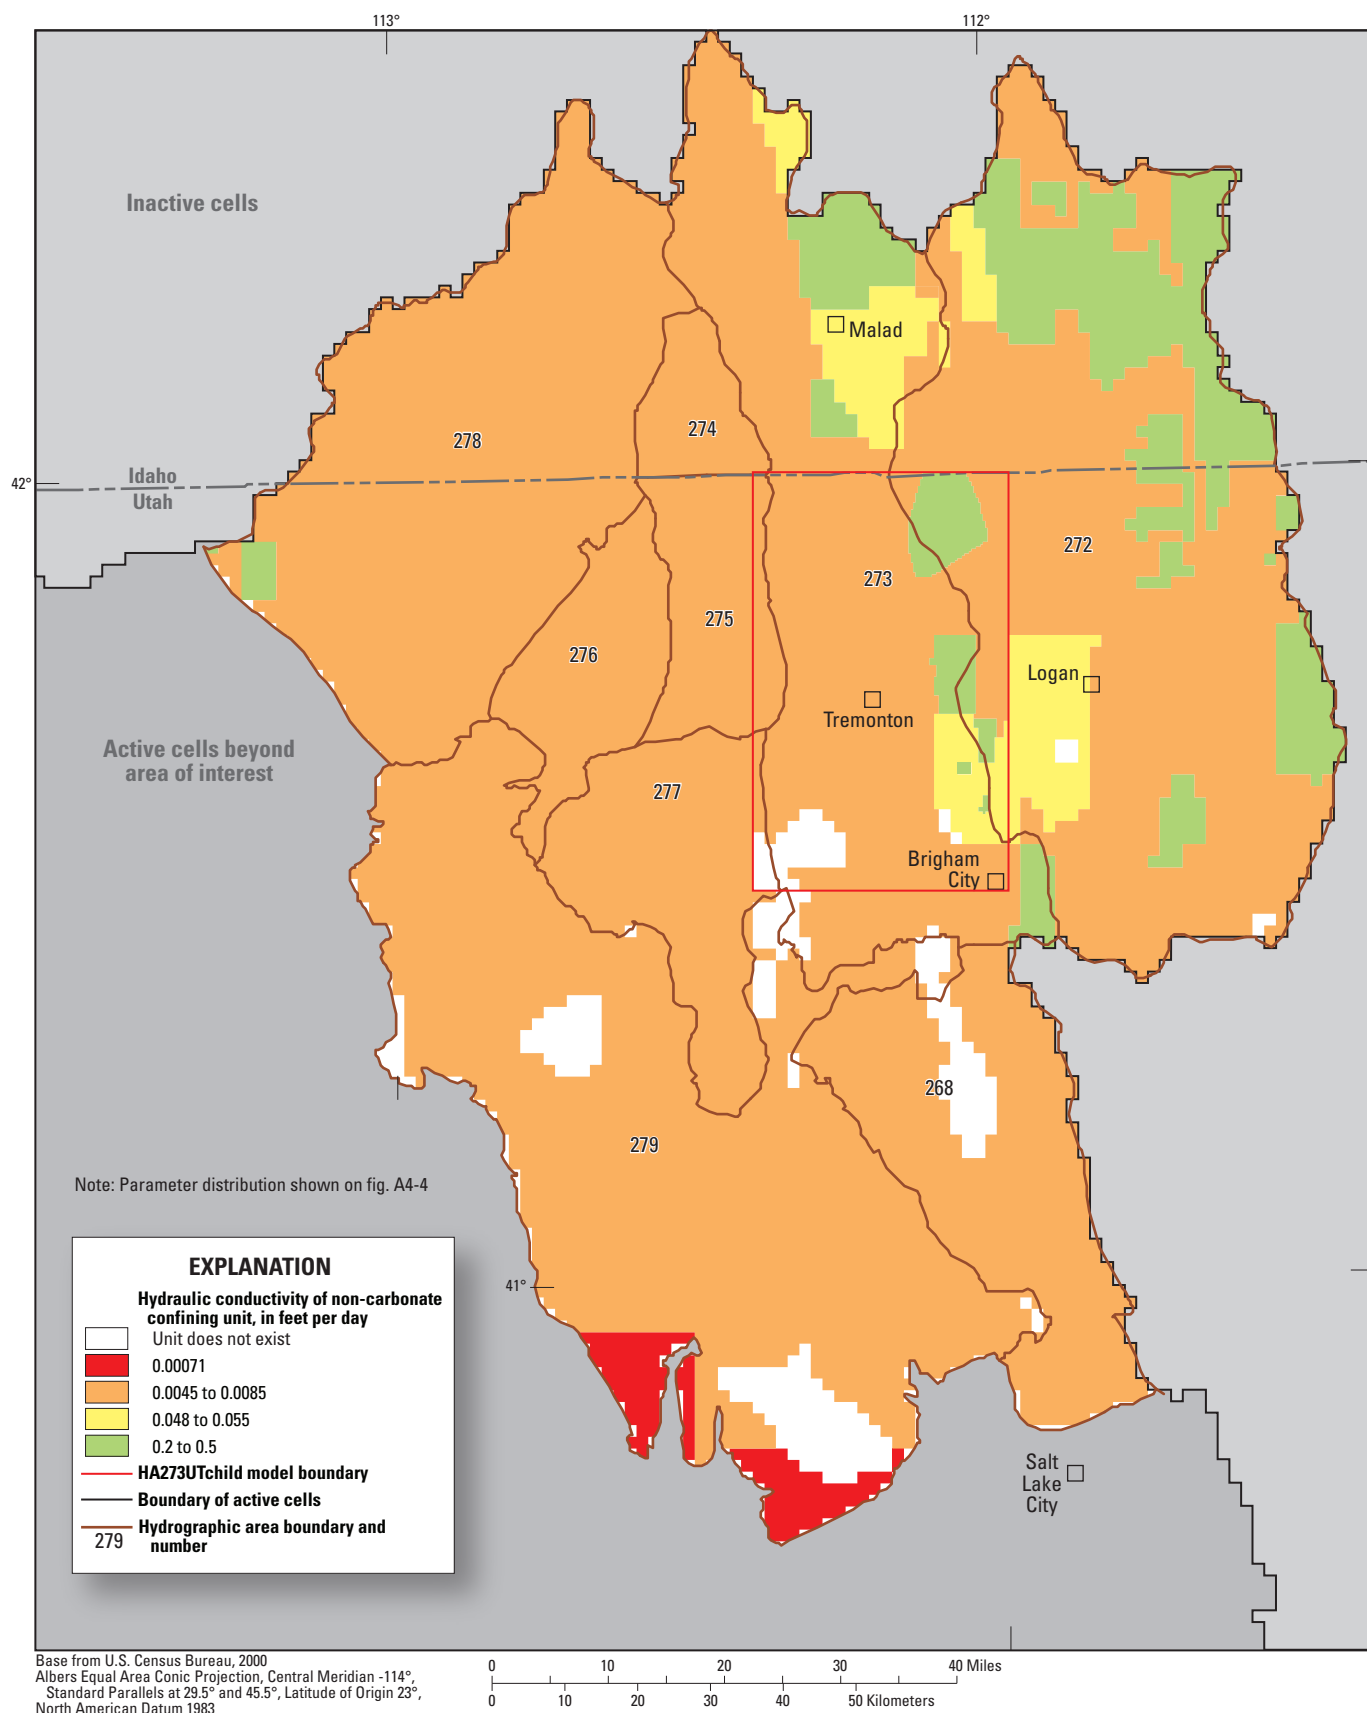 113°
112°
Inactive cells
Malad
274
278
Idaho
42°
Utah
272
273
275
276
Logan
Tremonton
Active cells beyond
area of interest
277
Brigham
City
268
279
Note: Parameter distribution shown on fig. A4-4
EXPLANATION
Hydraulic conductivity of non-carbonate
confining unit, in feet per day
Unit does not exist
0.00071
0.0045 to 0.0085
0.048 to 0.055
0.2 to 0.5
HA273UTchild model boundary
Boundary of active cells
Hydrographic area boundary and
279 number
41°
Salt
Lake
City
Base from U.S. Census Bureau, 2000
Albers Equal Area Conic Projection, Central Meridian -114°,
Standard Parallels at 29.5° and 45.5°, Latitude of Origin 23°,
North American Datum 1983
0 10 20 30 40 Miles
0 10 20 30 40 50 Kilometers